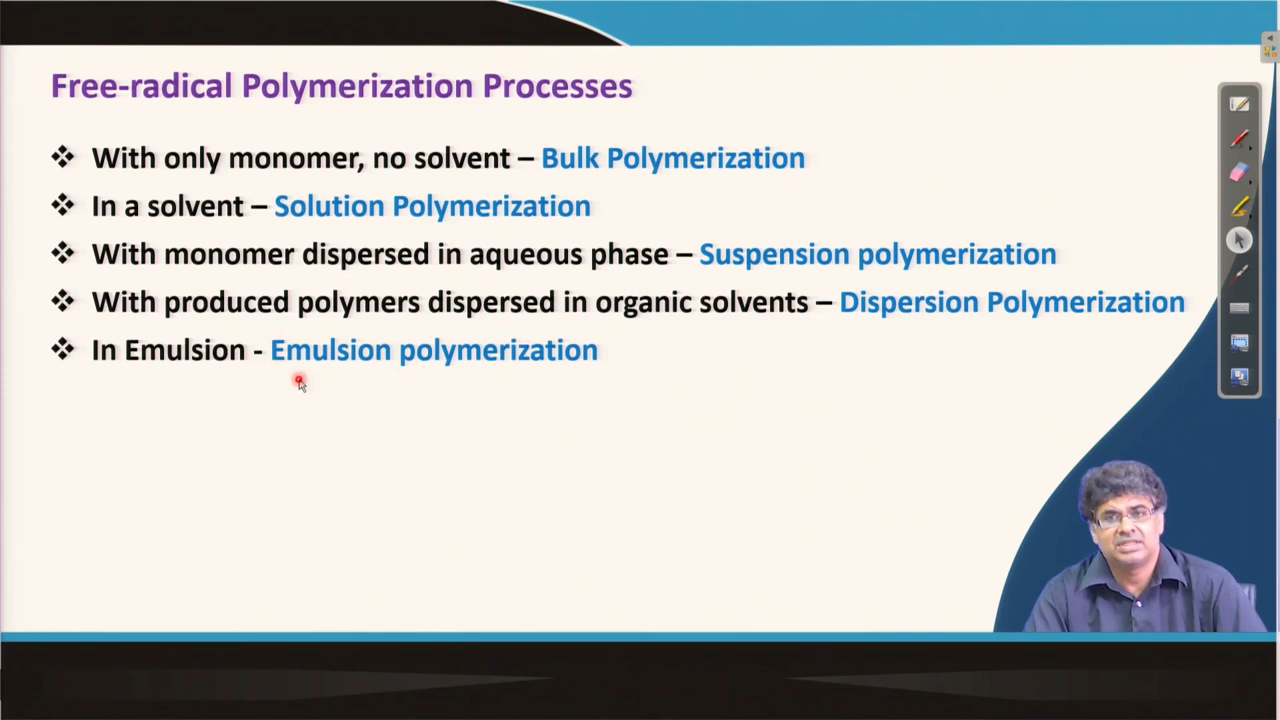 Free-radical Polymerization Processes
❖ With only monomer, no solvent – Bulk Polymerization
❖ In a solvent – Solution Polymerization
❖ With monomer dispersed in aqueous phase – Suspension polymerization
❖ With produced polymers dispersed in organic solvents – Dispersion Polymerization
❖ In Emulsion - Emulsion polymerization